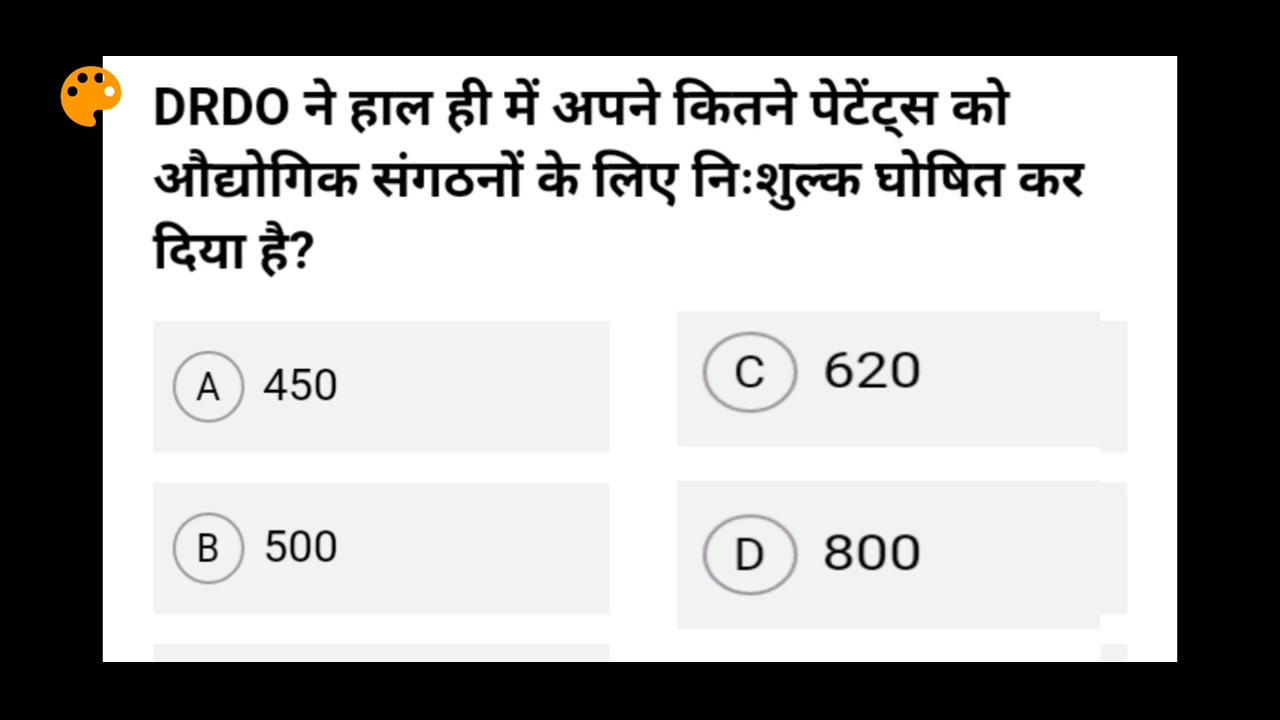 DRDO ने हाल ही में अपने कितने पेटेंट्स को
औद्योगिक संगठनों के लिए निःशुल्क घोषित कर
दिया है?
A 450
B 500
C 620
D 800